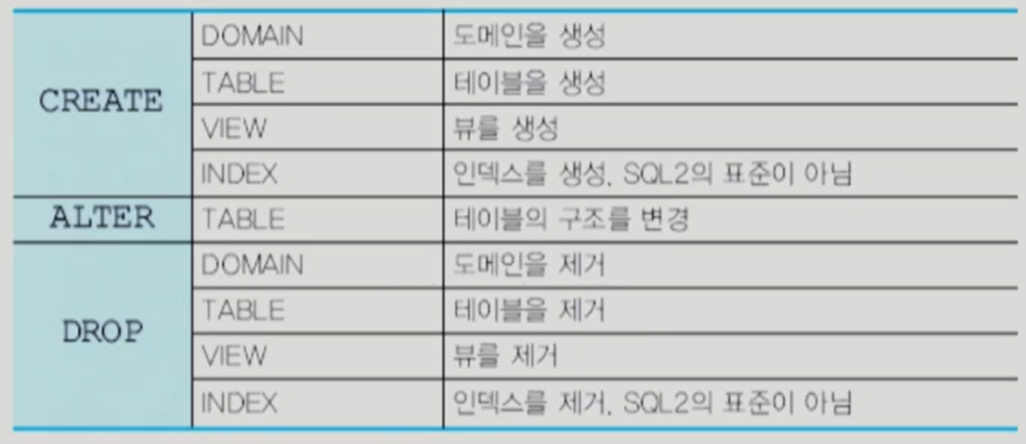 CREATE
DOMAIN 도메인을 생성
TABLE 테이블을 생성
VIEW 뷰를 생성
INDEX 인덱스를 생성, SQL2의 표준이 아님
ALTER TABLE 테이블의 구조를 변경
DROP
DOMAIN 도메인을 제거
TABLE 테이블을 제거
VIEW 뷰를 제거
INDEX 인덱스를 제거, SQL2의 표준이 아님